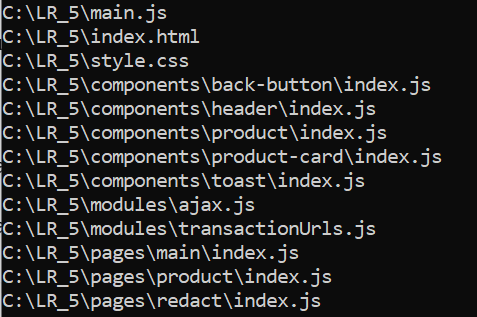 C:\LR_5\main.js
C:\LR_5\index.html
C:\LR_5\style.css
C:\LR_5\components\back-button\index.js
C:\LR_5\components\header\index.js
C:\LR_5\components\product\index.js
C:\LR_5\components\product-card\index.js
C:\LR_5\components\toast\index.js
C:\LR_5\modules\ajax.js
C:\LR_5\modules\transactionUrls.js
C:\LR_5\pages\main\index.js
C:\LR_5\pages\product\index.js
C:\LR_5\pages\redact\index.js